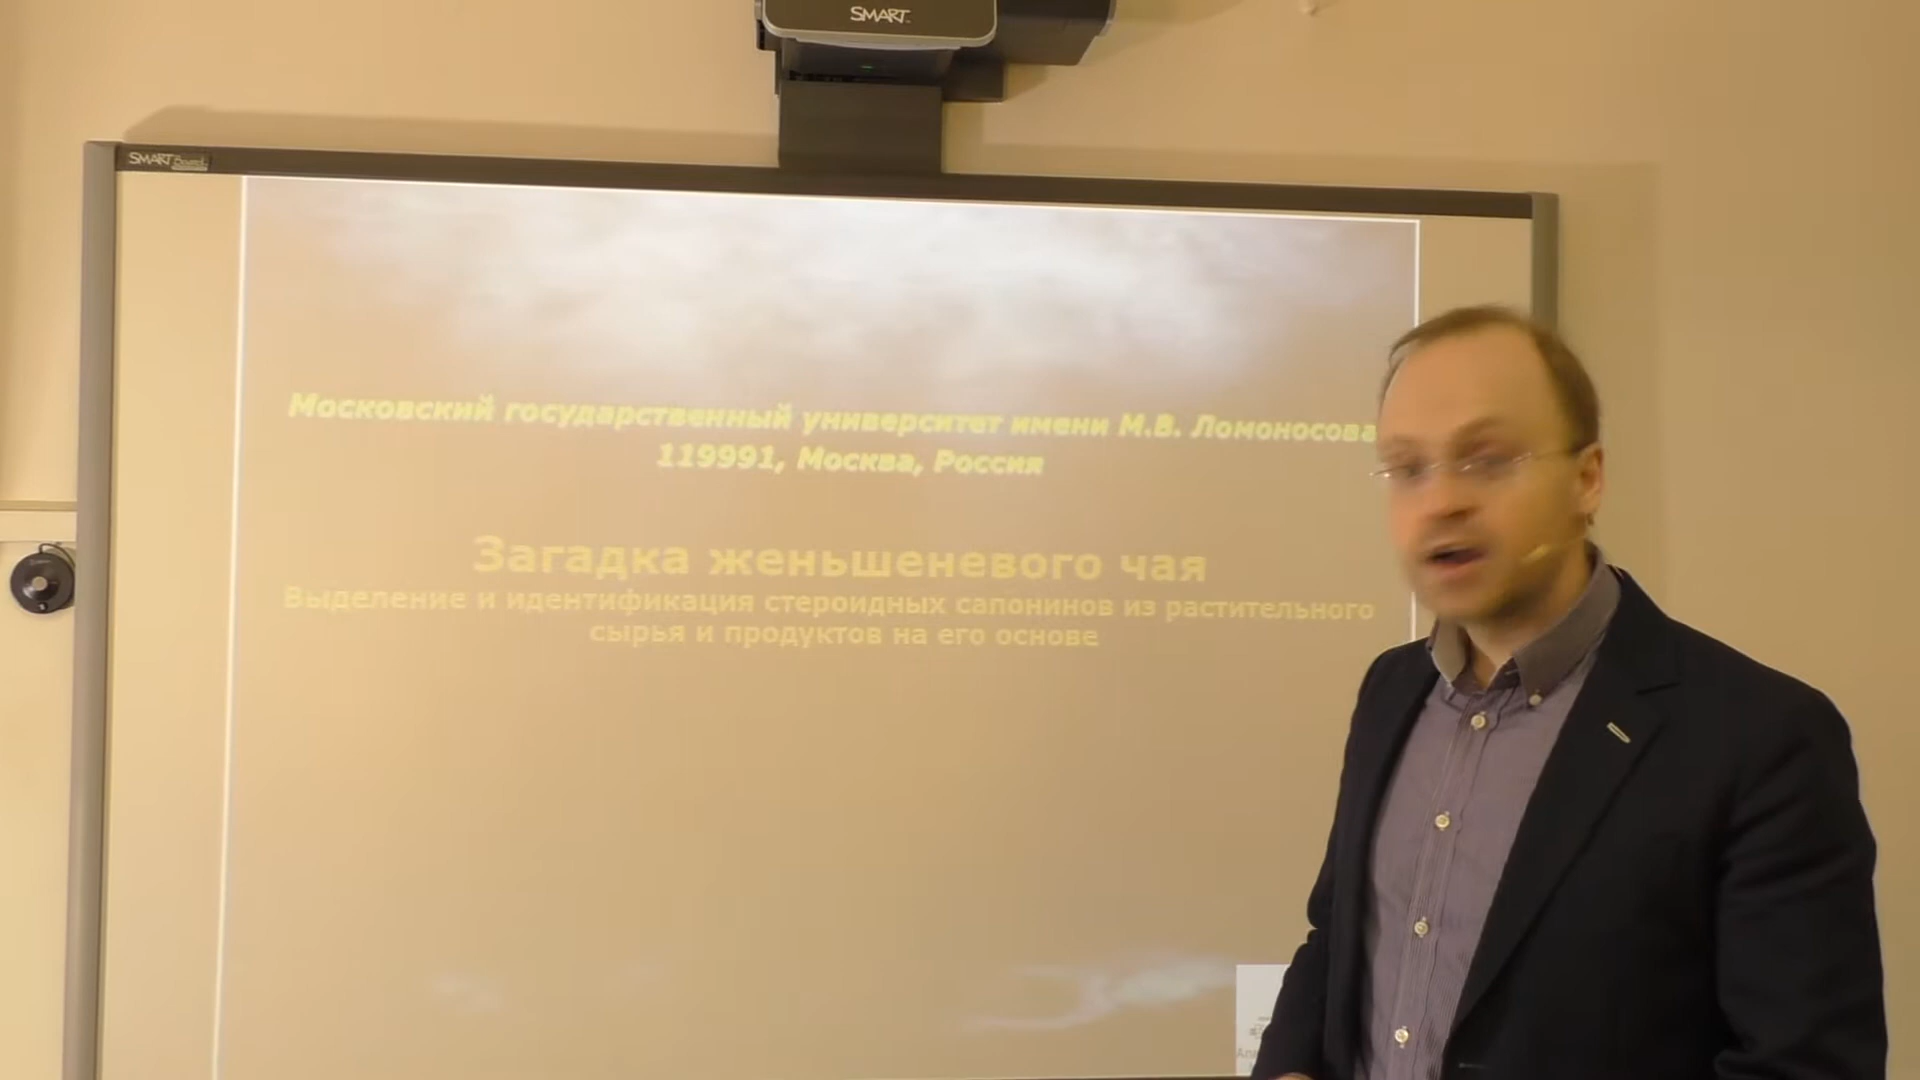 SMART
SMART Board
Московский государственный университет имени М.В. Ломоносова
119991, Москва, Россия
Загадка женьшеневого чая
Выделение и идентификация стероидных сапонинов из растительного
сырья и продуктов на его основе